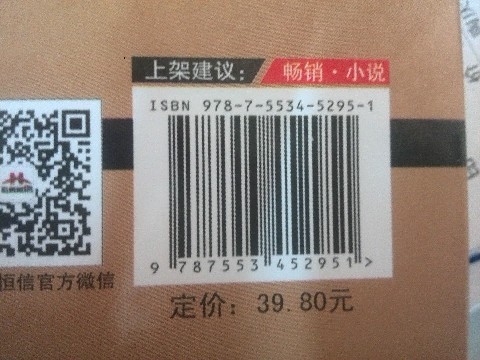 上架建议： 畅销·小说
ISBN 978-7-5534-5295-1
9 787553 452951 >
恒信官方微信
定价：39.80元